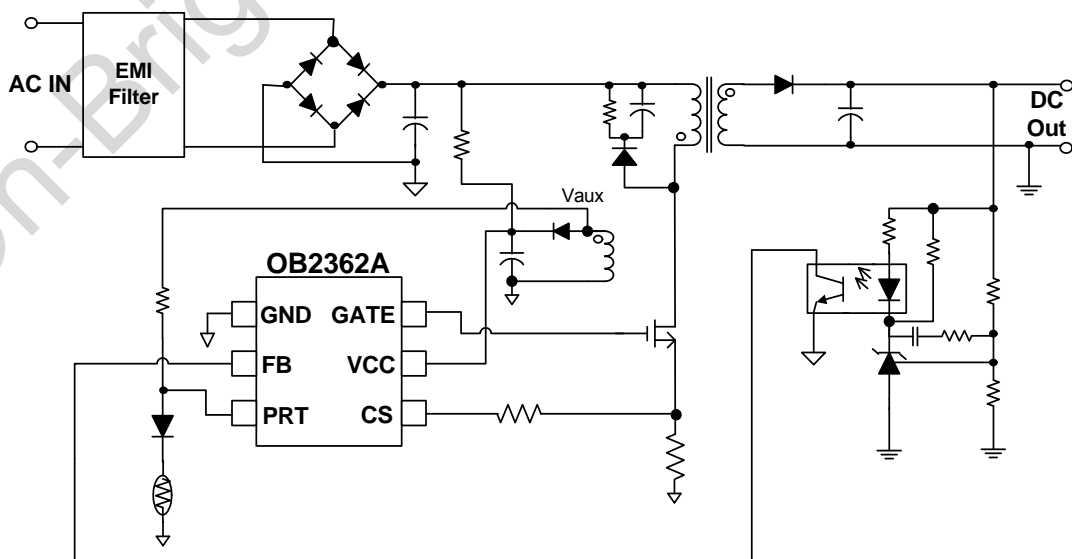 AC IN
EMI
Filter
DC
Out
Vaux
OB2362A
GND GATE
FB VCC
PRT CS